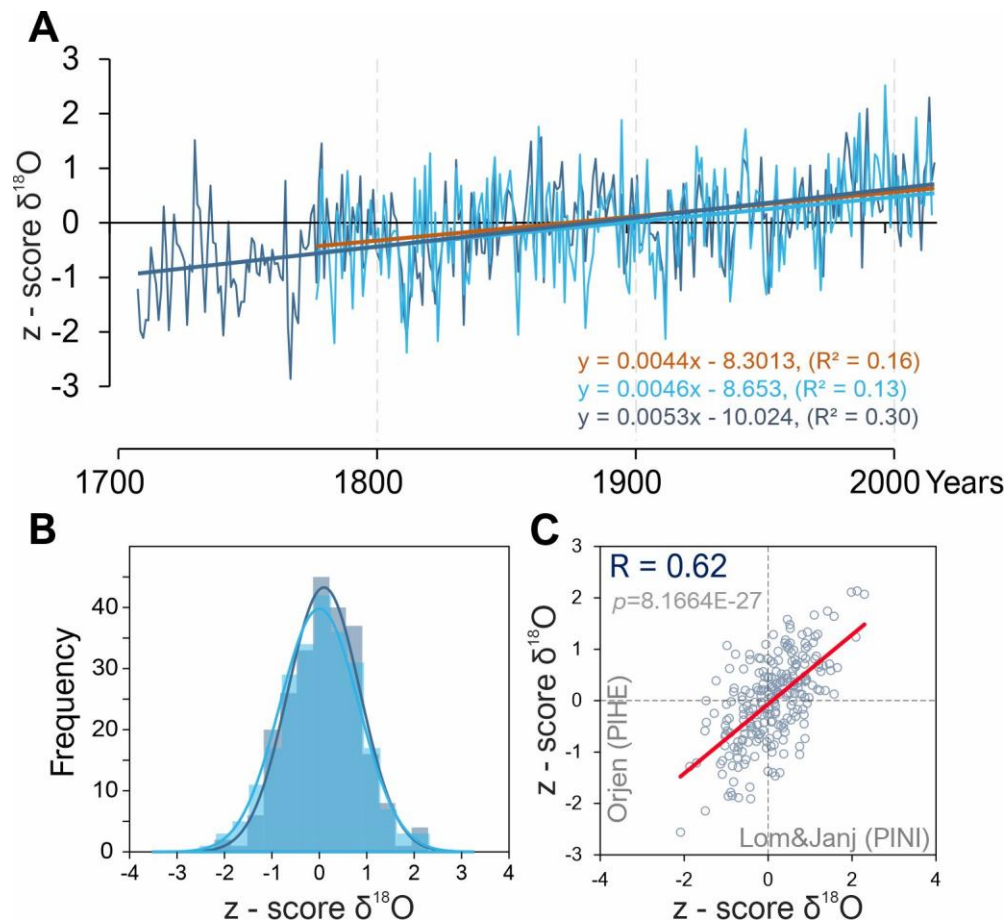 A
3
2
1
0
-1
-2
-3
z - score δ¹⁸O
y = 0.0044x - 8.3013, (R² = 0.16)
y = 0.0046x - 8.653, (R² = 0.13)
y = 0.0053x - 10.024, (R² = 0.30)
1700 1800 1900 2000 Years
B
40
30
20
10
0
Frequency
-4 -3 -2 -1 0 1 2 3 4
z - score δ¹⁸O
C
R = 0.62
p=8.1664E-27
3
2
1
0
-1
-2
-3
z - score δ¹⁸O
Orjen (PIHE)
Lom&Janj (PINI)
-4 -2 0 2 4
z - score δ¹⁸O